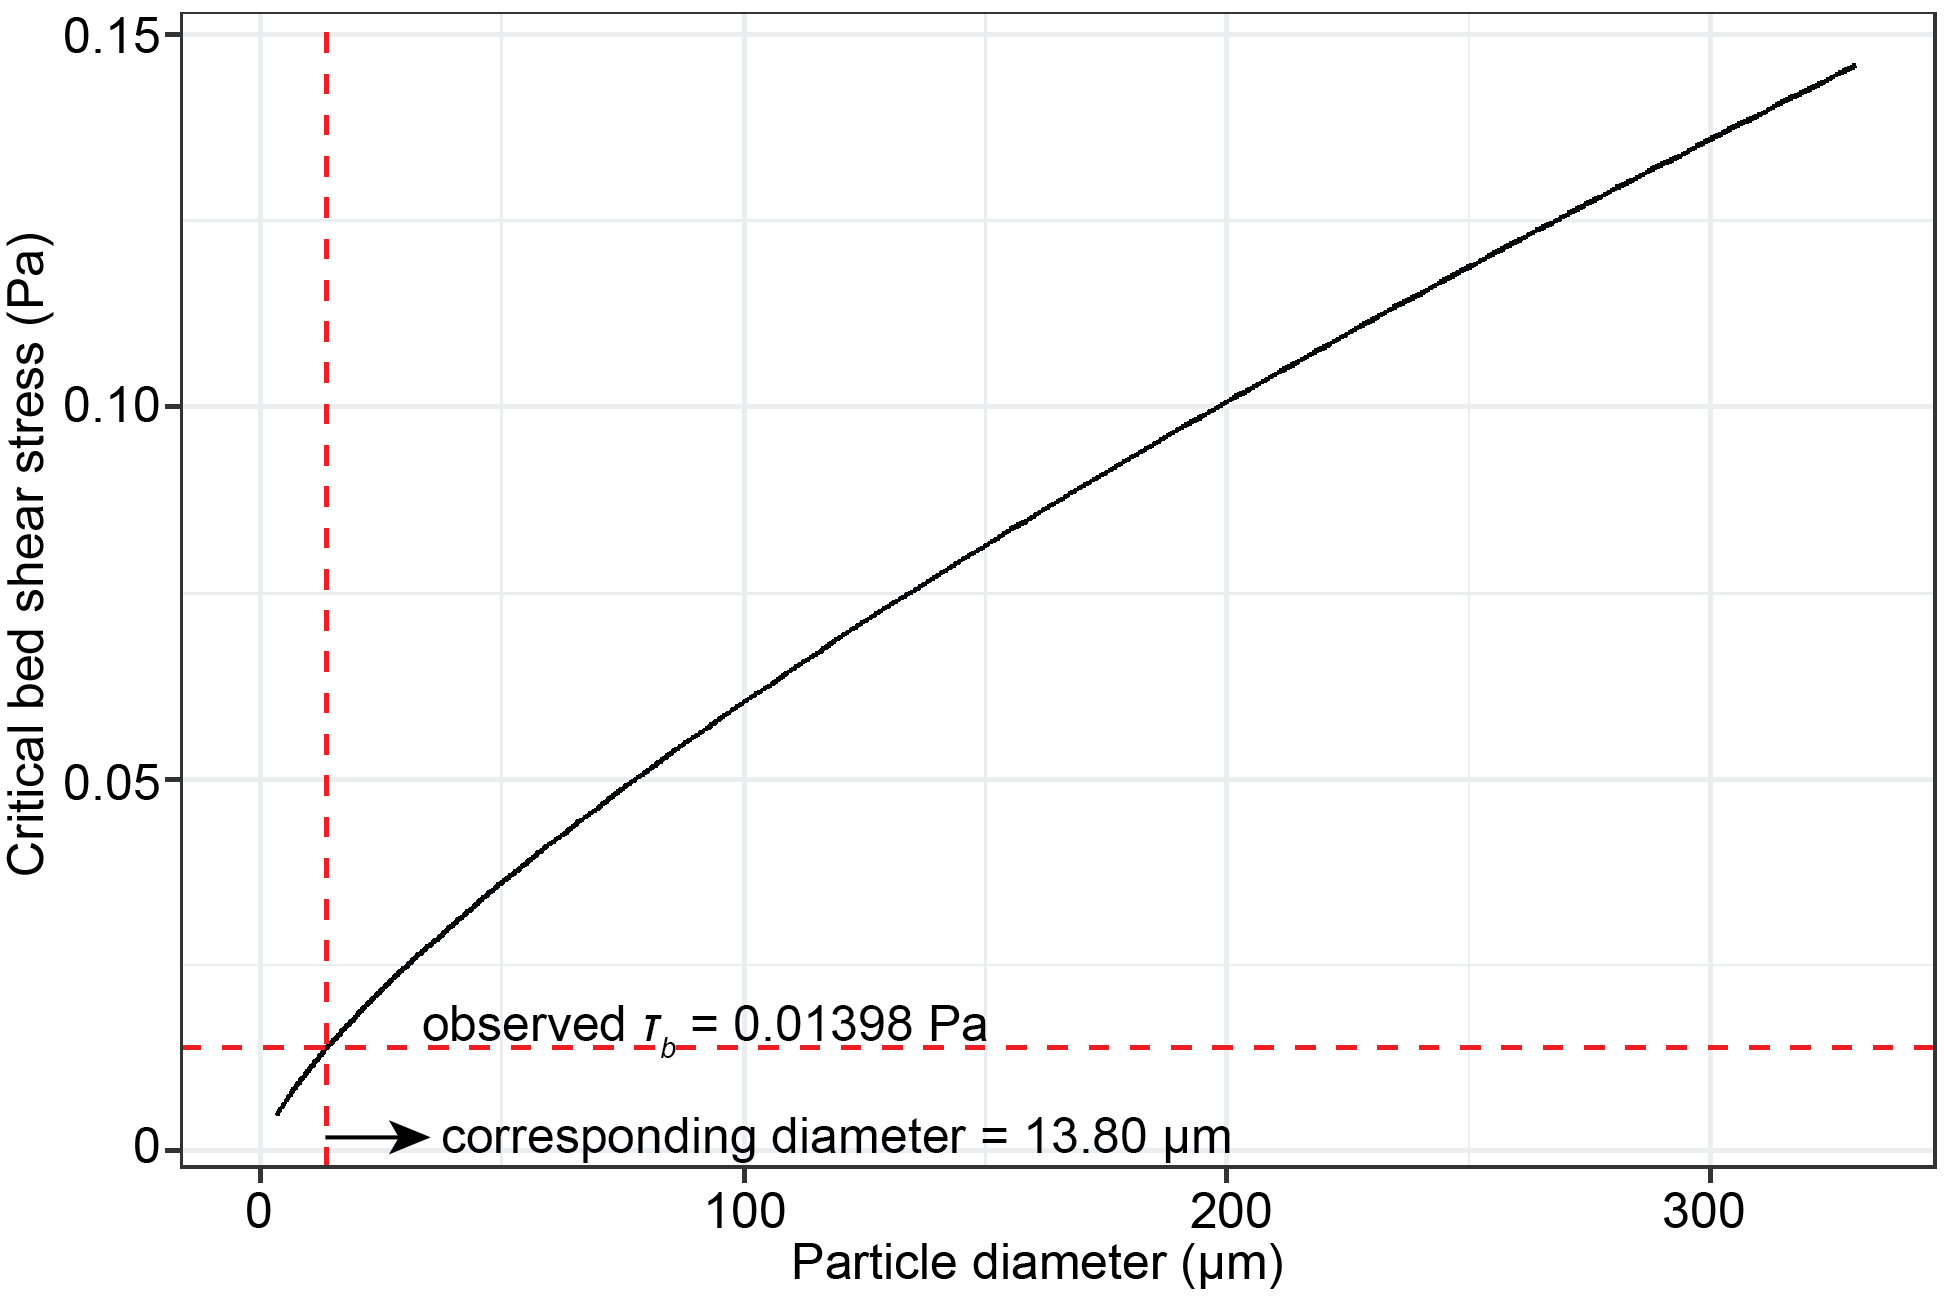 Critical bed shear stress (Pa)
0.15
0.10
0.05
0
observed τb = 0.01398 Pa
corresponding diameter = 13.80 µm
0 100 200 300
Particle diameter (µm)